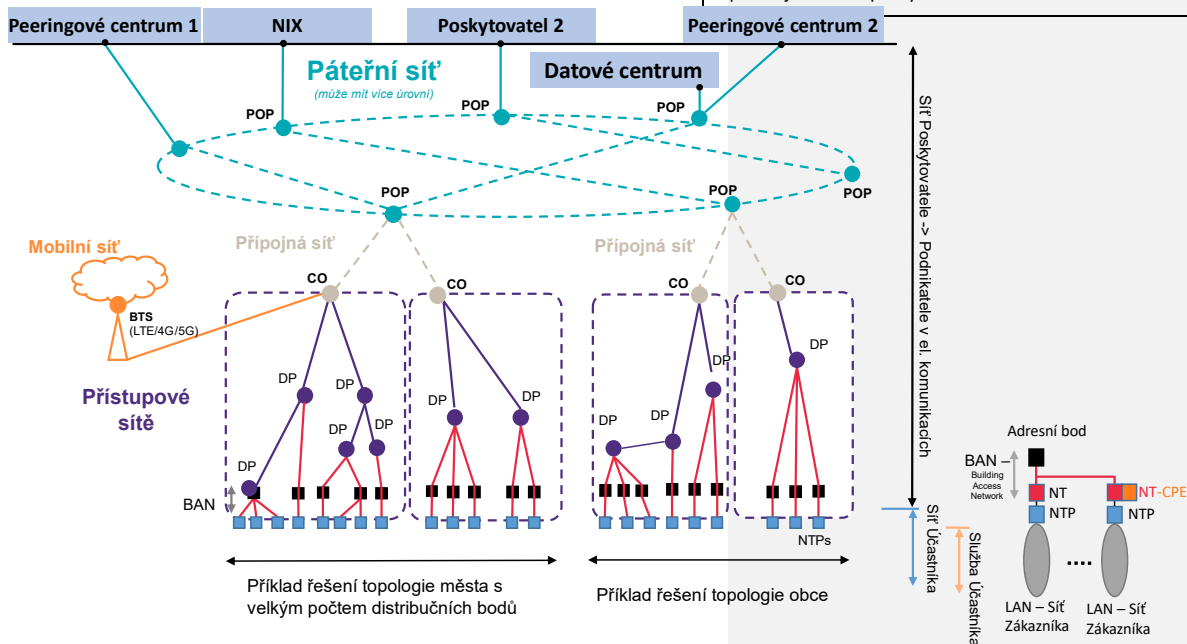 Peeringové centrum 1
NIX
Poskytovatel 2
Peeringové centrum 2
Páteřní síť
(může mít více úrovní)
Datové centrum
POP
POP
POP
POP
POP
POP
Přípojná síť
Přípojná síť
Mobilní síť
BTS
(LTE/4G/5G)
CO
CO
CO
CO
Přístupové
sítě
DP
DP
DP
DP
DP
DP
DP
DP
DP
DP
DP
DP
BAN
NTPs
Příklad řešení topologie města s
velkým počtem distribučních bodů
Příklad řešení topologie obce
Síť Poskytovatele -> Podnikatele v el. komunikacích
Síť Účastníka
Služba
Účastníka
Adresní bod
BAN –
Building
Access
Network
NT
NT-CPE
NTP
NTP
....
LAN – Síť
Zákazníka
LAN – Síť
Zákazníka